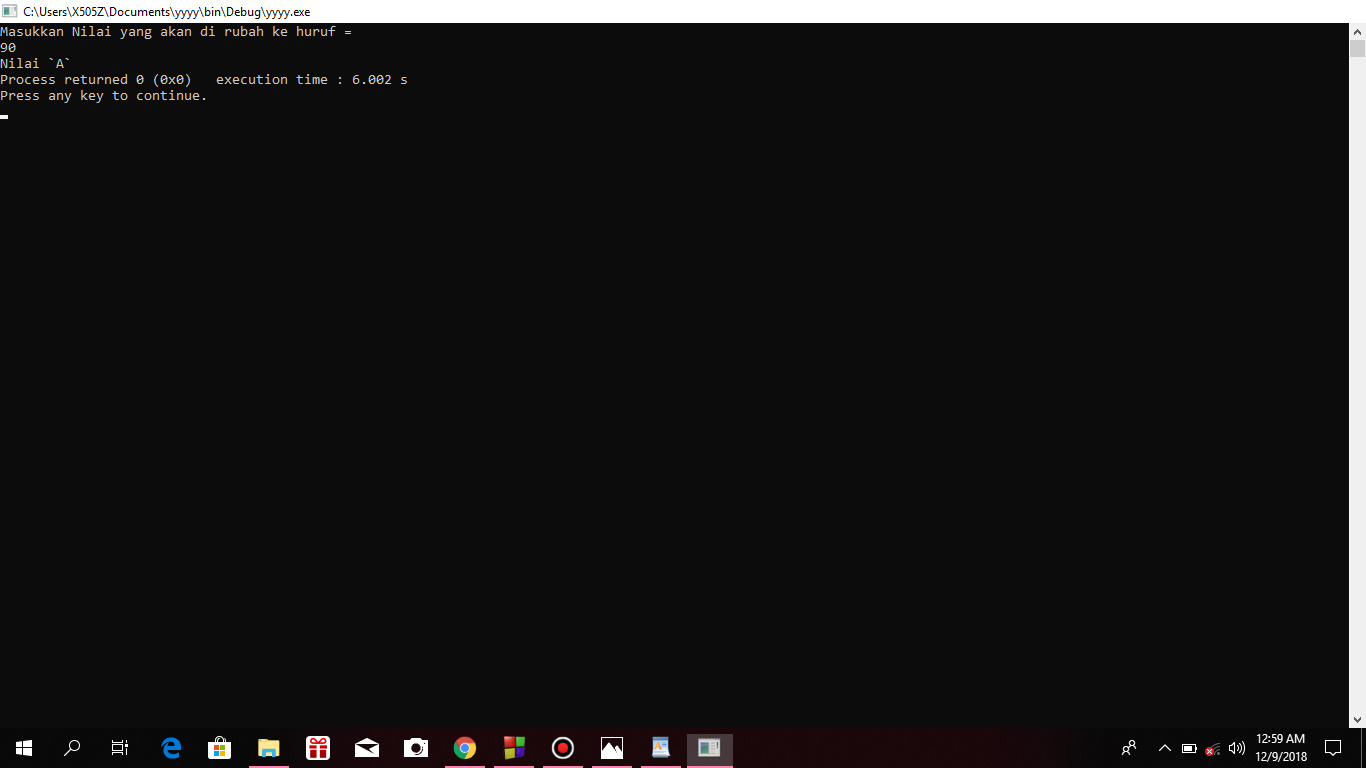 C:\Users\X505Z\Documents\yyyy\bin\Debug\yyyy.exe
Masukkan Nilai yang akan di rubah ke huruf =
90
Nilai `A`
Process returned 0 (0x0)   execution time : 6.002 s
Press any key to continue.
12:59 AM
12/9/2018